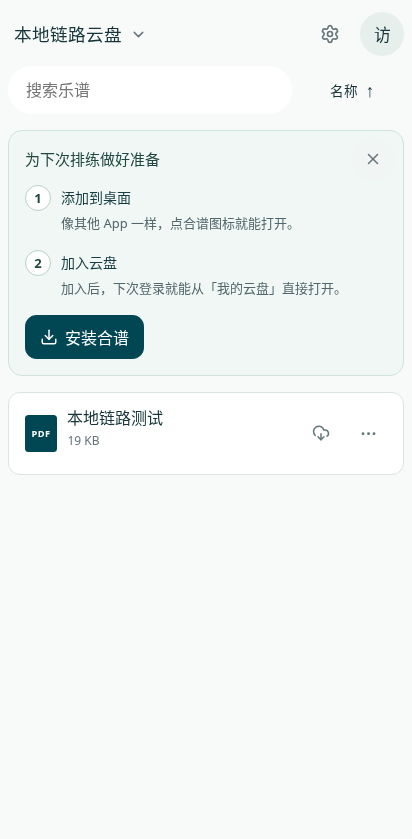 本地链路云盘
访
搜索乐谱
名称 ↑
为下次排练做好准备
1 添加到桌面
像其他 App 一样，点合谱图标就能打开。
2 加入云盘
加入后，下次登录就能从「我的云盘」直接打开。
安装合谱
PDF
本地链路测试
19 KB